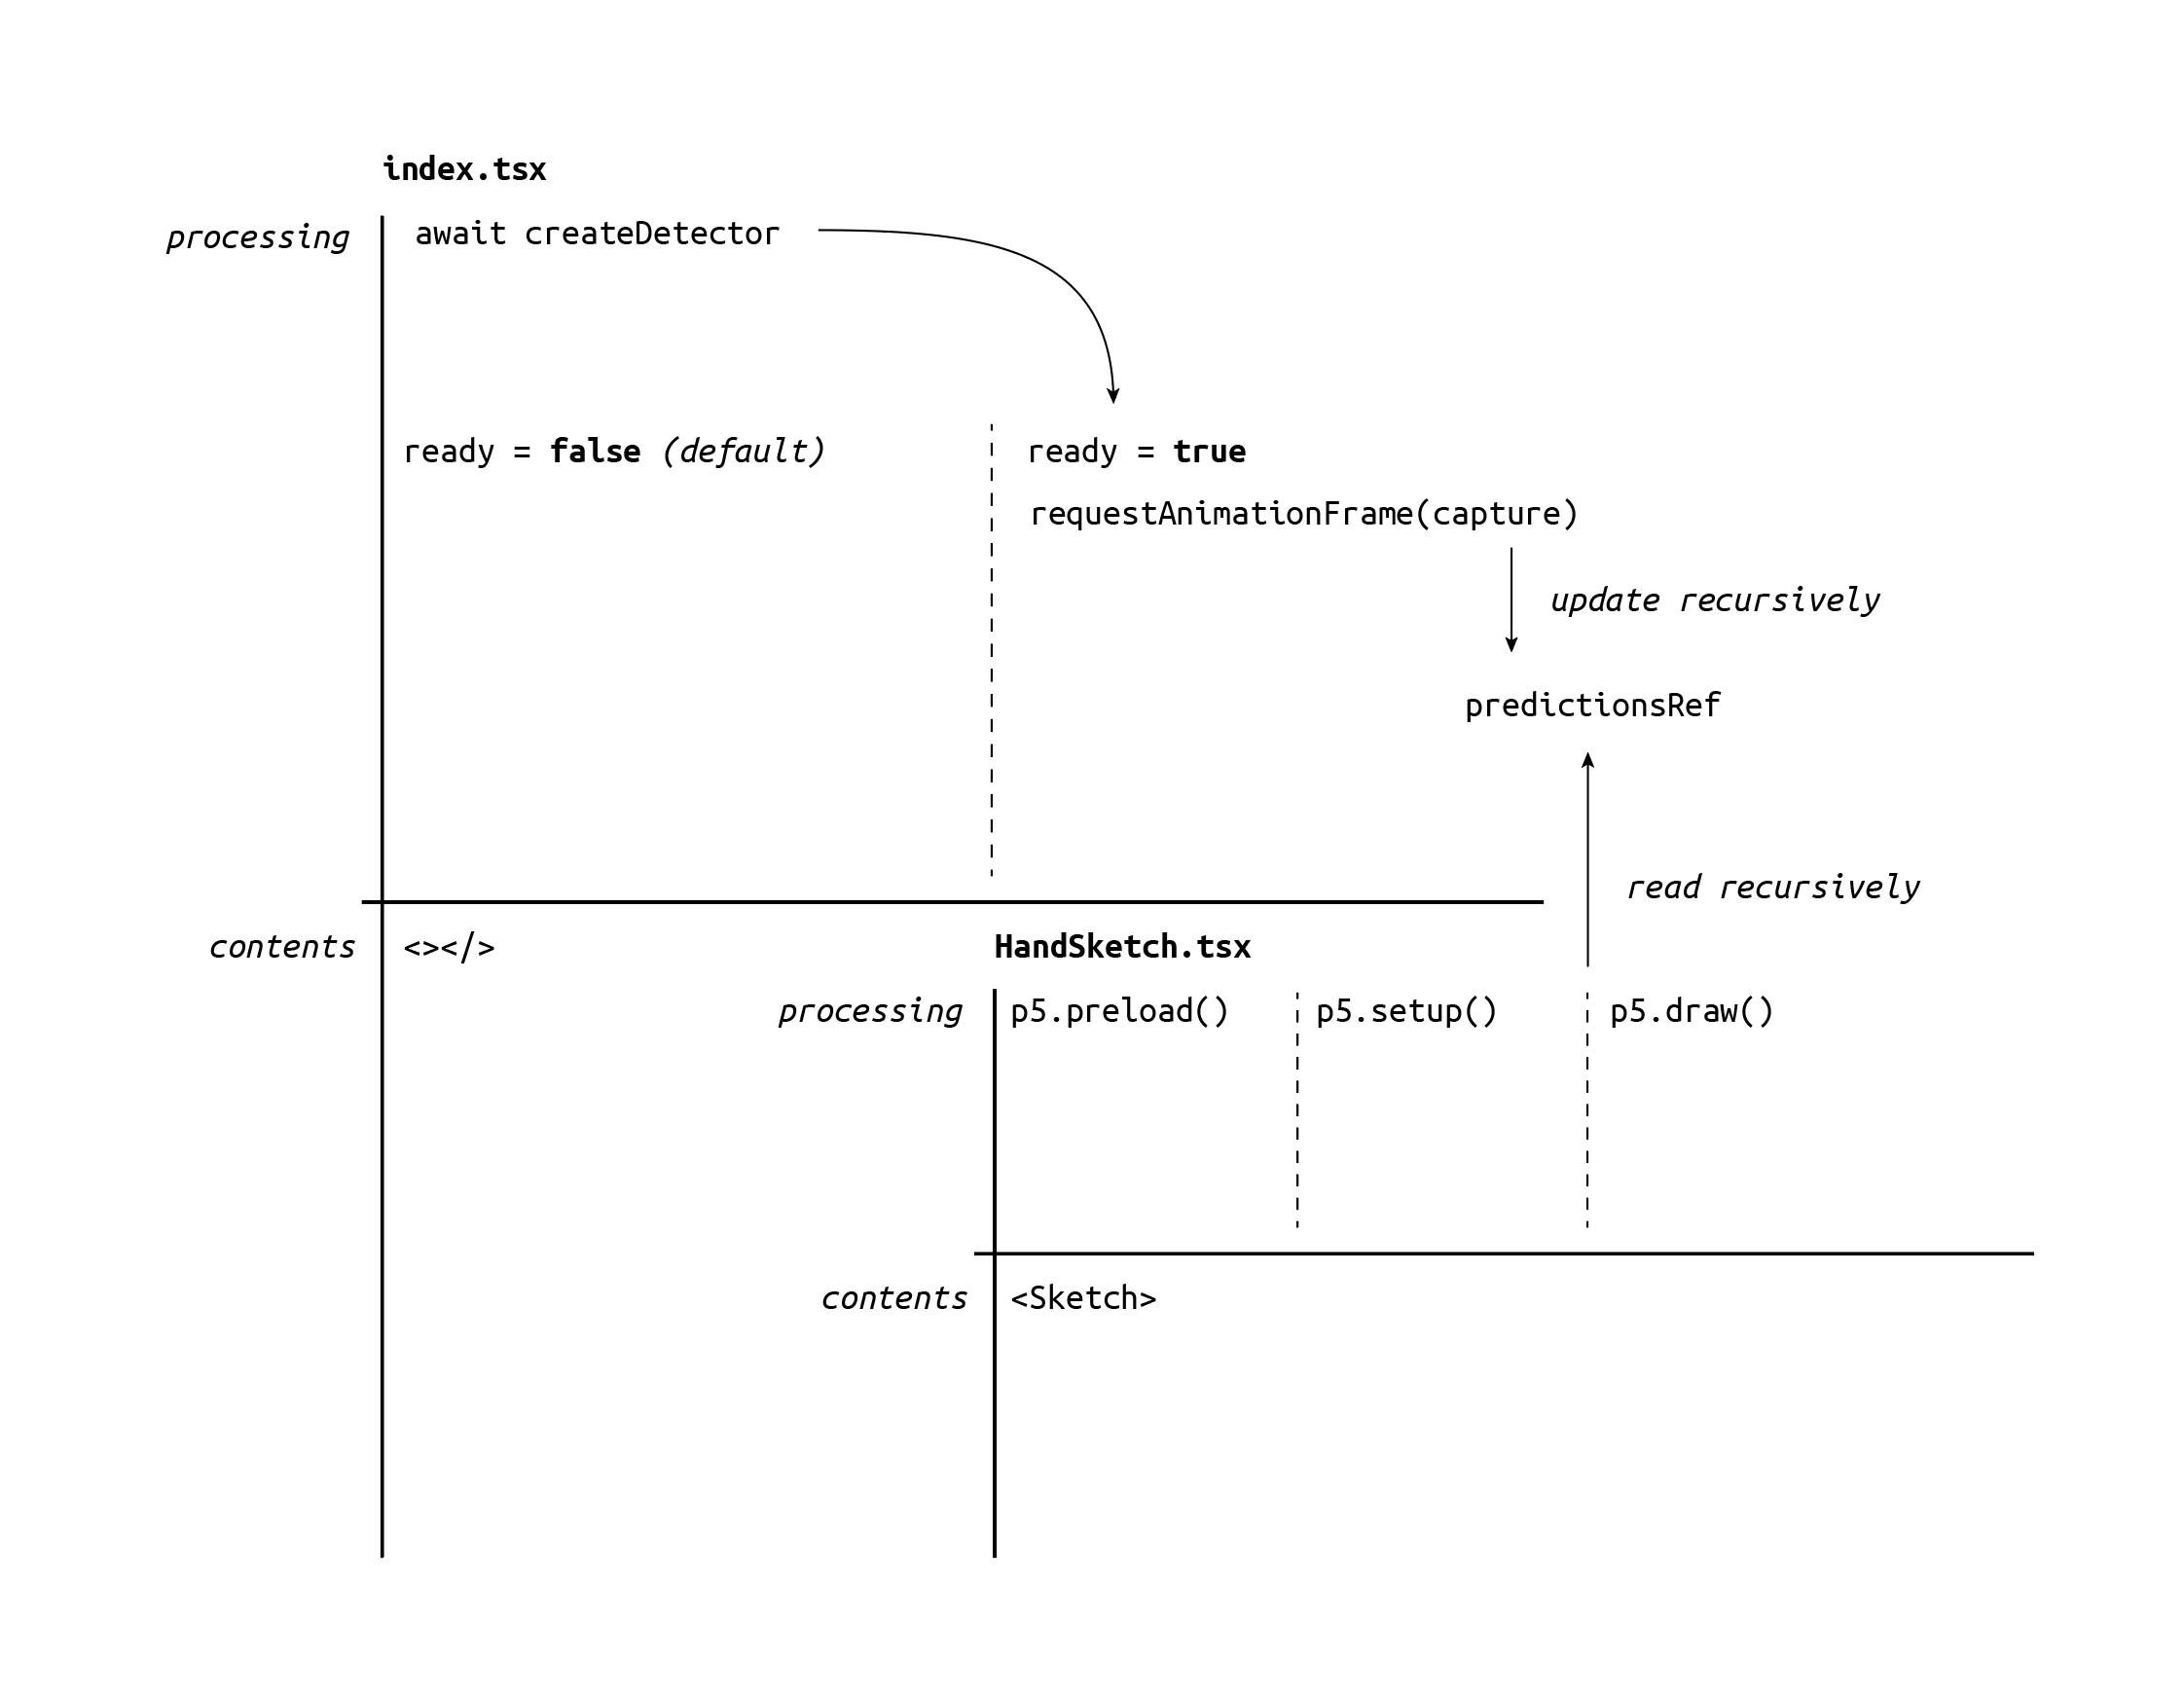 index.tsx
processing
await createDetector
ready = false (default)
ready = true
requestAnimationFrame(capture)
update recursively
predictionsRef
read recursively
contents
<></>
HandSketch.tsx
processing
p5.preload()
p5.setup()
p5.draw()
contents
<Sketch>